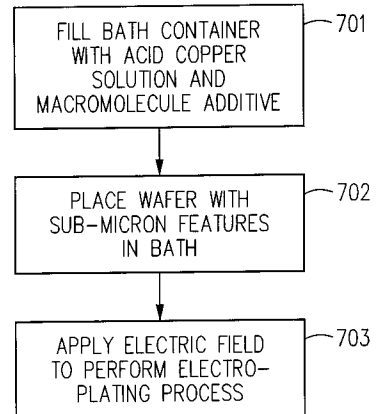 FILL BATH CONTAINER
WITH ACID COPPER
SOLUTION AND
MACROMOLECULE ADDITIVE
701
PLACE WAFER WITH
SUB-MICRON FEATURES
IN BATH
702
APPLY ELECTRIC FIELD
TO PERFORM ELECTRO-
PLATING PROCESS
703